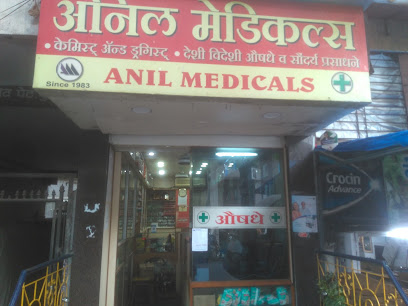 अनिल मेडिकल्स
• केमिस्ट अ‍ॅन्ड ड्रगिस्ट • देशी विदेशी औषधे व सौंदर्य प्रसाधने
Since 1983
ANIL MEDICALS
Crocin
Advance
औषधे